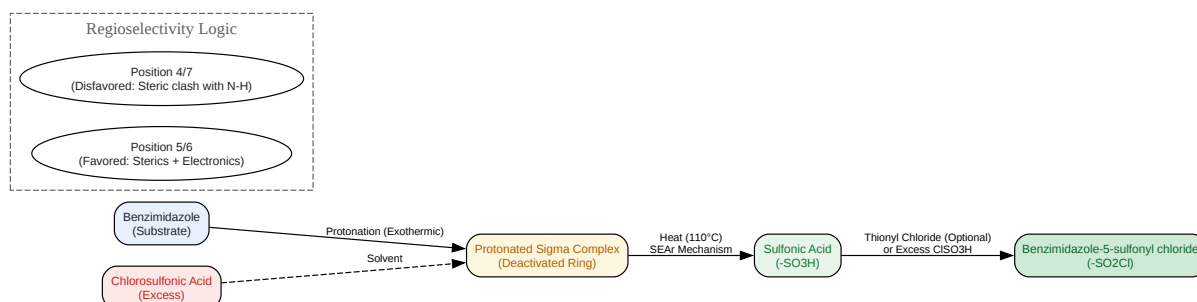 Regioselectivity Logic
Position 4/7
(Disfavored: Steric clash with N-H)
Position 5/6
(Favored: Sterics + Electronics)
Benzimidazole
(Substrate)
Protonation (Exothermic)
Chlorosulfonic Acid
(Excess)
Solvent
Protonated Sigma Complex
(Deactivated Ring)
Heat (110°C)
SEAr Mechanism
Sulfonic Acid
(-SO3H)
Thionyl Chloride (Optional)
or Excess ClSO3H
Benzimidazole-5-sulfonyl chloride
(-SO2Cl)